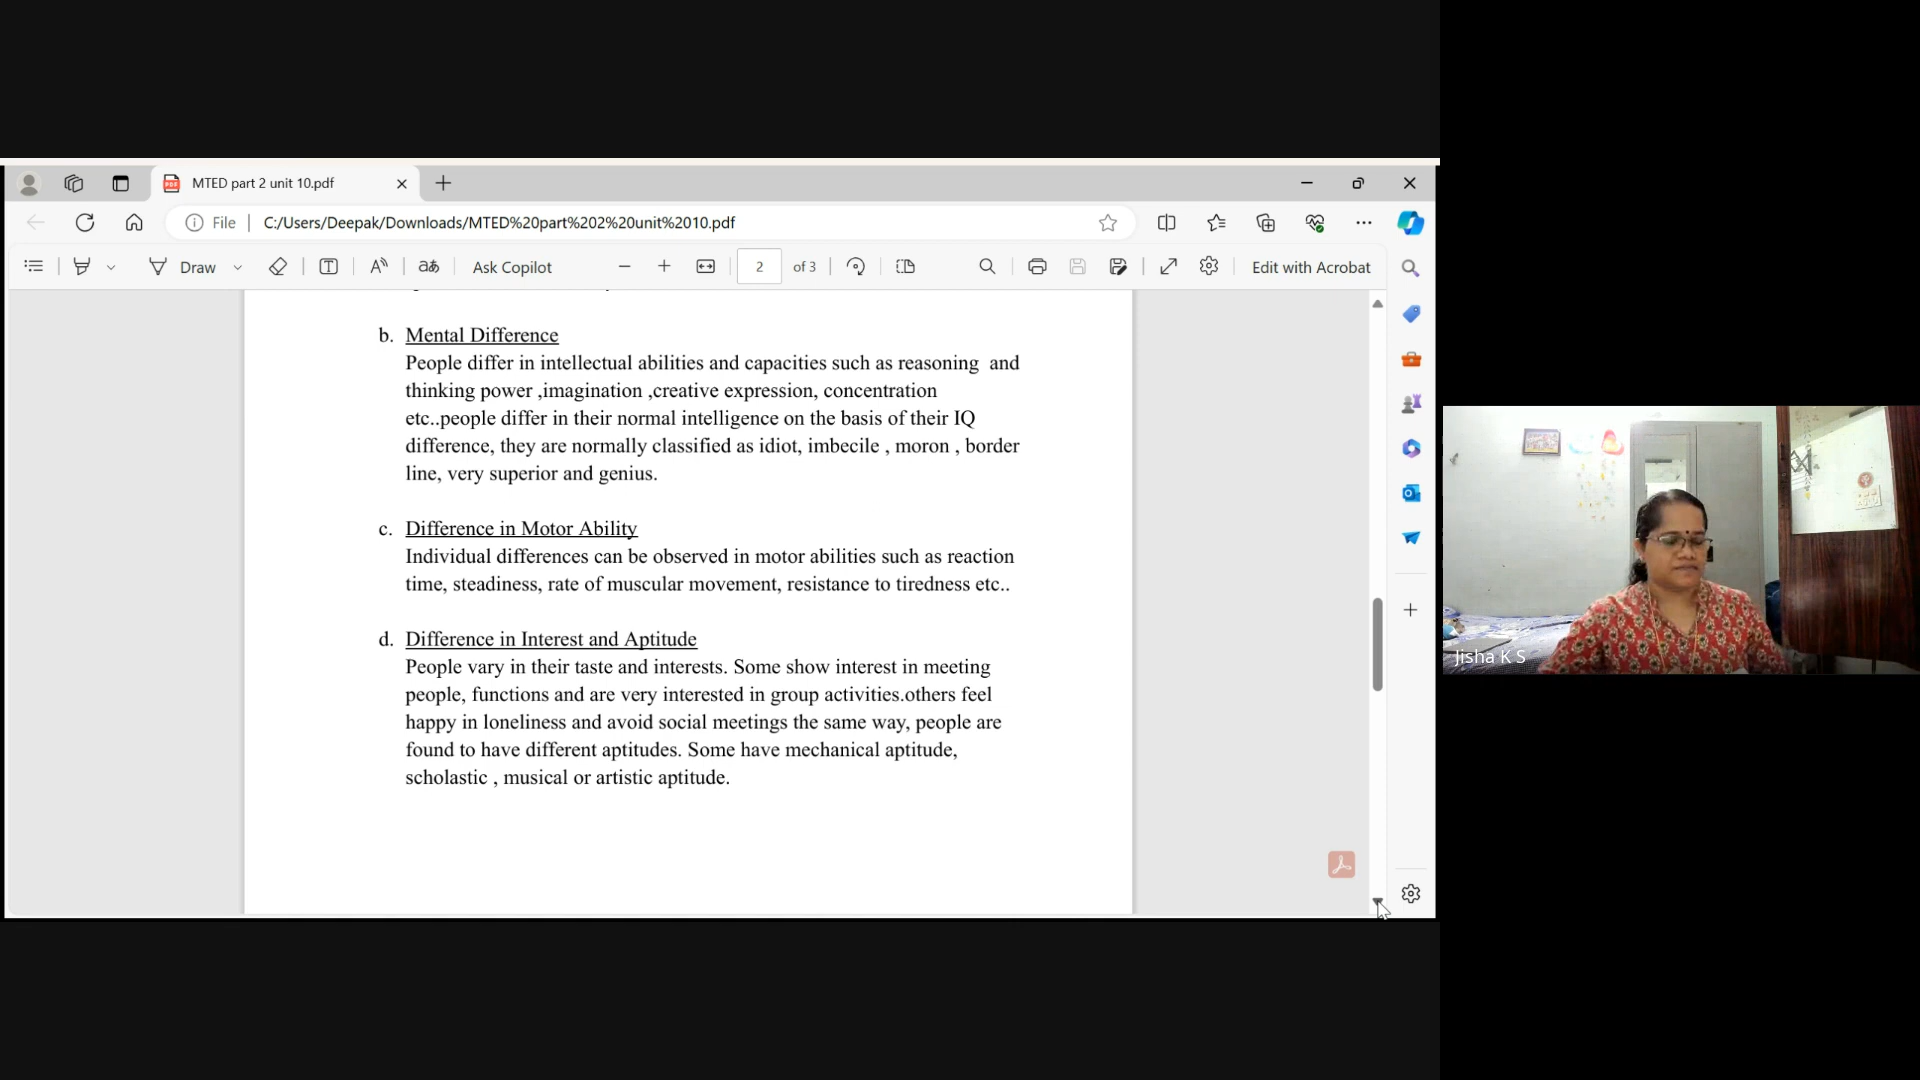 MTED part 2 unit 10.pdf
File
C:/Users/Deepak/Downloads/MTED%20part%202%20unit%2010.pdf
Draw
aあ
Ask Copilot
2
of 3
Edit with Acrobat
b. Mental Difference
People differ in intellectual abilities and capacities such as reasoning  and
thinking power ,imagination ,creative expression, concentration
etc..people differ in their normal intelligence on the basis of their IQ
difference, they are normally classified as idiot, imbecile , moron , border
line, very superior and genius.
c. Difference in Motor Ability
Individual differences can be observed in motor abilities such as reaction
time, steadiness, rate of muscular movement, resistance to tiredness etc..
d. Difference in Interest and Aptitude
People vary in their taste and interests. Some show interest in meeting
people, functions and are very interested in group activities.others feel
happy in loneliness and avoid social meetings the same way, people are
found to have different aptitudes. Some have mechanical aptitude,
scholastic , musical or artistic aptitude.
Jisha K S